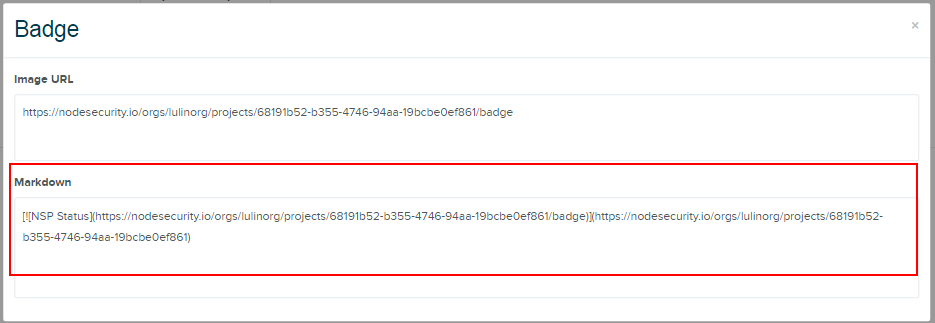 Badge
×
Image URL
https://nodesecurity.io/orgs/lulinorg/projects/68191b52-b355-4746-94aa-19bcbe0ef861/badge
Markdown
[![NSP Status](https://nodesecurity.io/orgs/lulinorg/projects/68191b52-b355-4746-94aa-19bcbe0ef861/badge)](https://nodesecurity.io/orgs/lulinorg/projects/68191b52-
b355-4746-94aa-19bcbe0ef861)